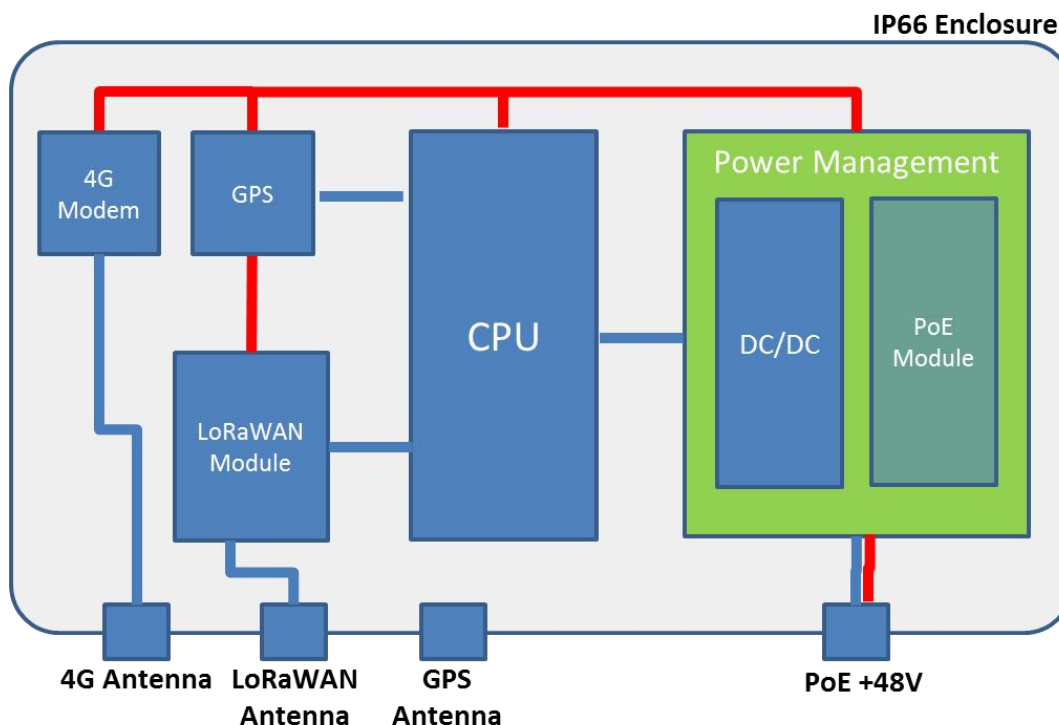 IP66 Enclosure
4G
Modem
GPS
CPU
Power Management
DC/DC
PoE
Module
LoRaWAN
Module
4G Antenna
LoRaWAN
Antenna
GPS
Antenna
PoE +48V